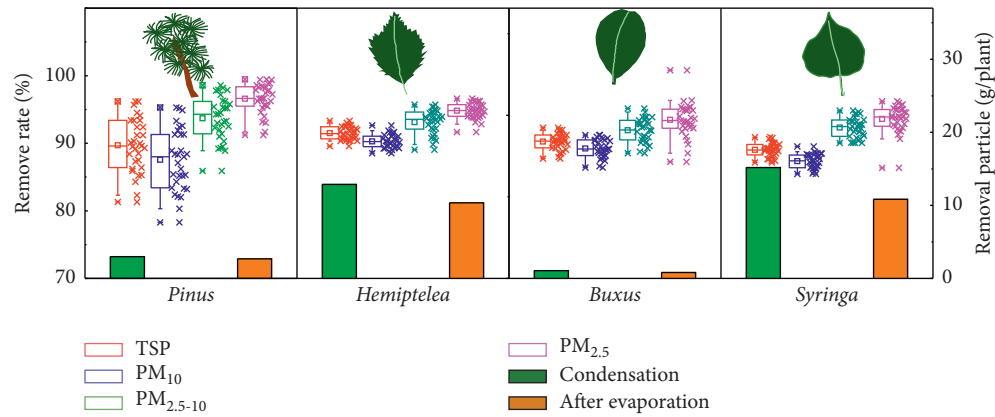 Remove rate (%)
100
90
80
70
Removal particle (g/plant)
30
20
10
0
Pinus
Hemiptelea
Buxus
Syringa
TSP
PM10
PM2.5-10
PM2.5
Condensation
After evaporation